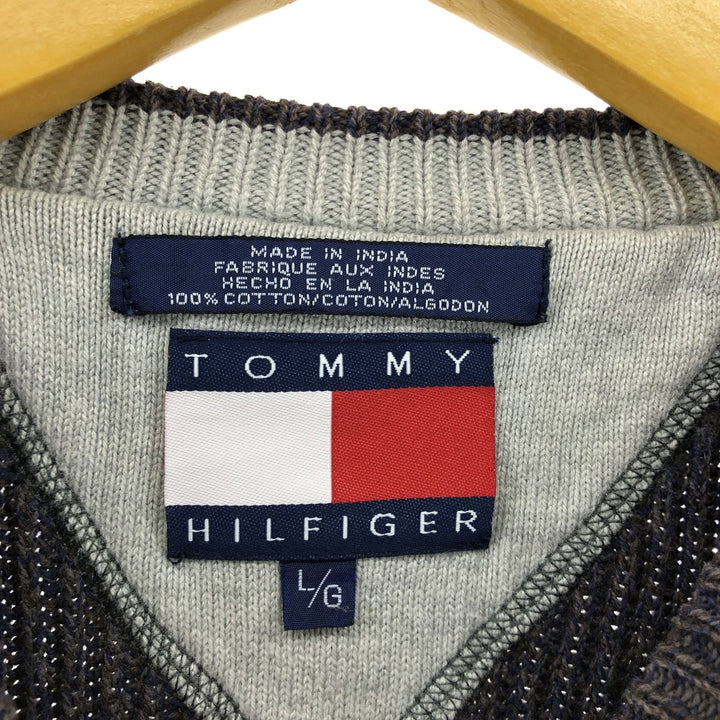 MADE IN INDIA
FABRIQUE AUX INDES
HECHO EN LA INDIA
100% COTTON/COTON/ALGODON
TOMMY
HILFIGER
L/G